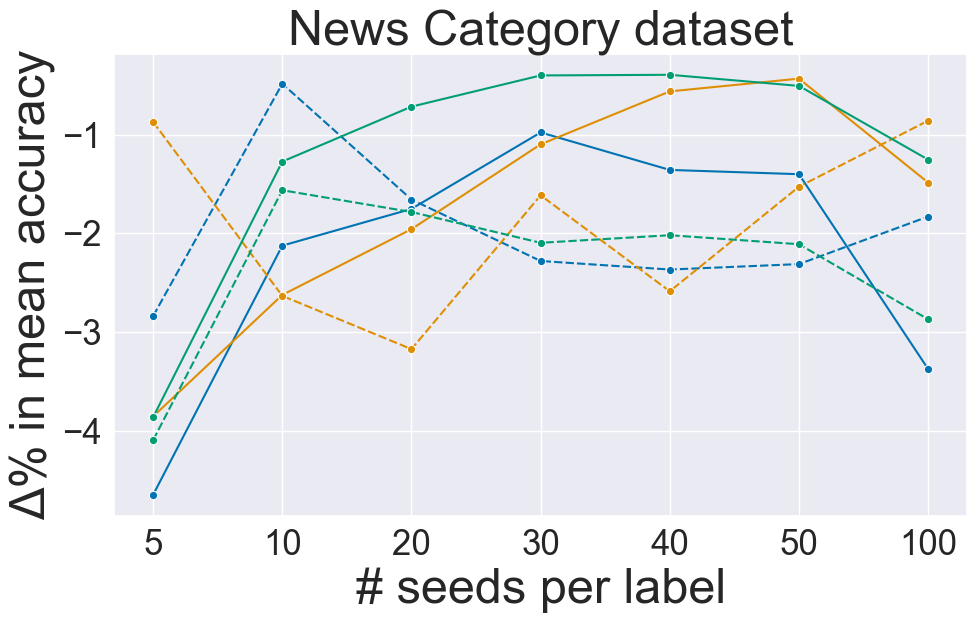 News Category dataset
Δ% in mean accuracy
−1
−2
−3
−4
5 10 20 30 40 50 100
# seeds per label